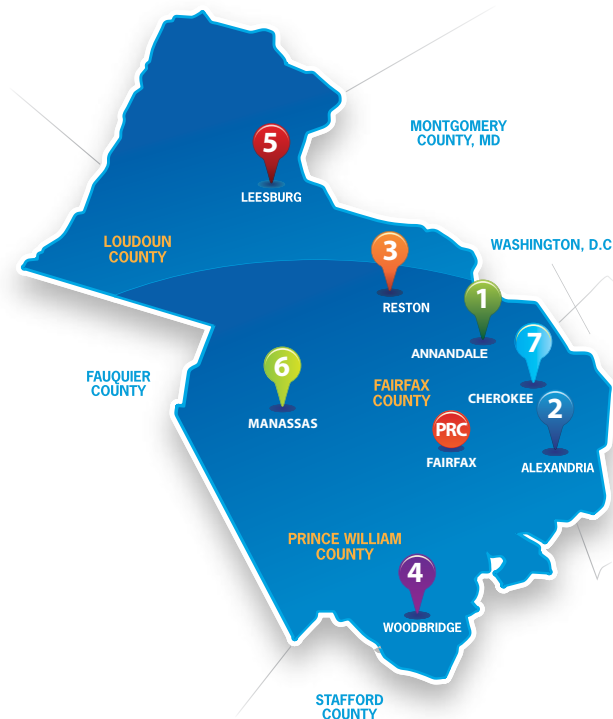 MONTGOMERY
COUNTY, MD
5
LEESBURG
LOUDOUN
COUNTY
3
WASHINGTON, D.C
RESTON
1
ANNANDALE
7
6
FAUQUIER
COUNTY
FAIRFAX
COUNTY
CHEROKEE
2
MANASSAS
PRC
FAIRFAX
ALEXANDRIA
PRINCE WILLIAM
COUNTY
4
WOODBRIDGE
STAFFORD
COUNTY